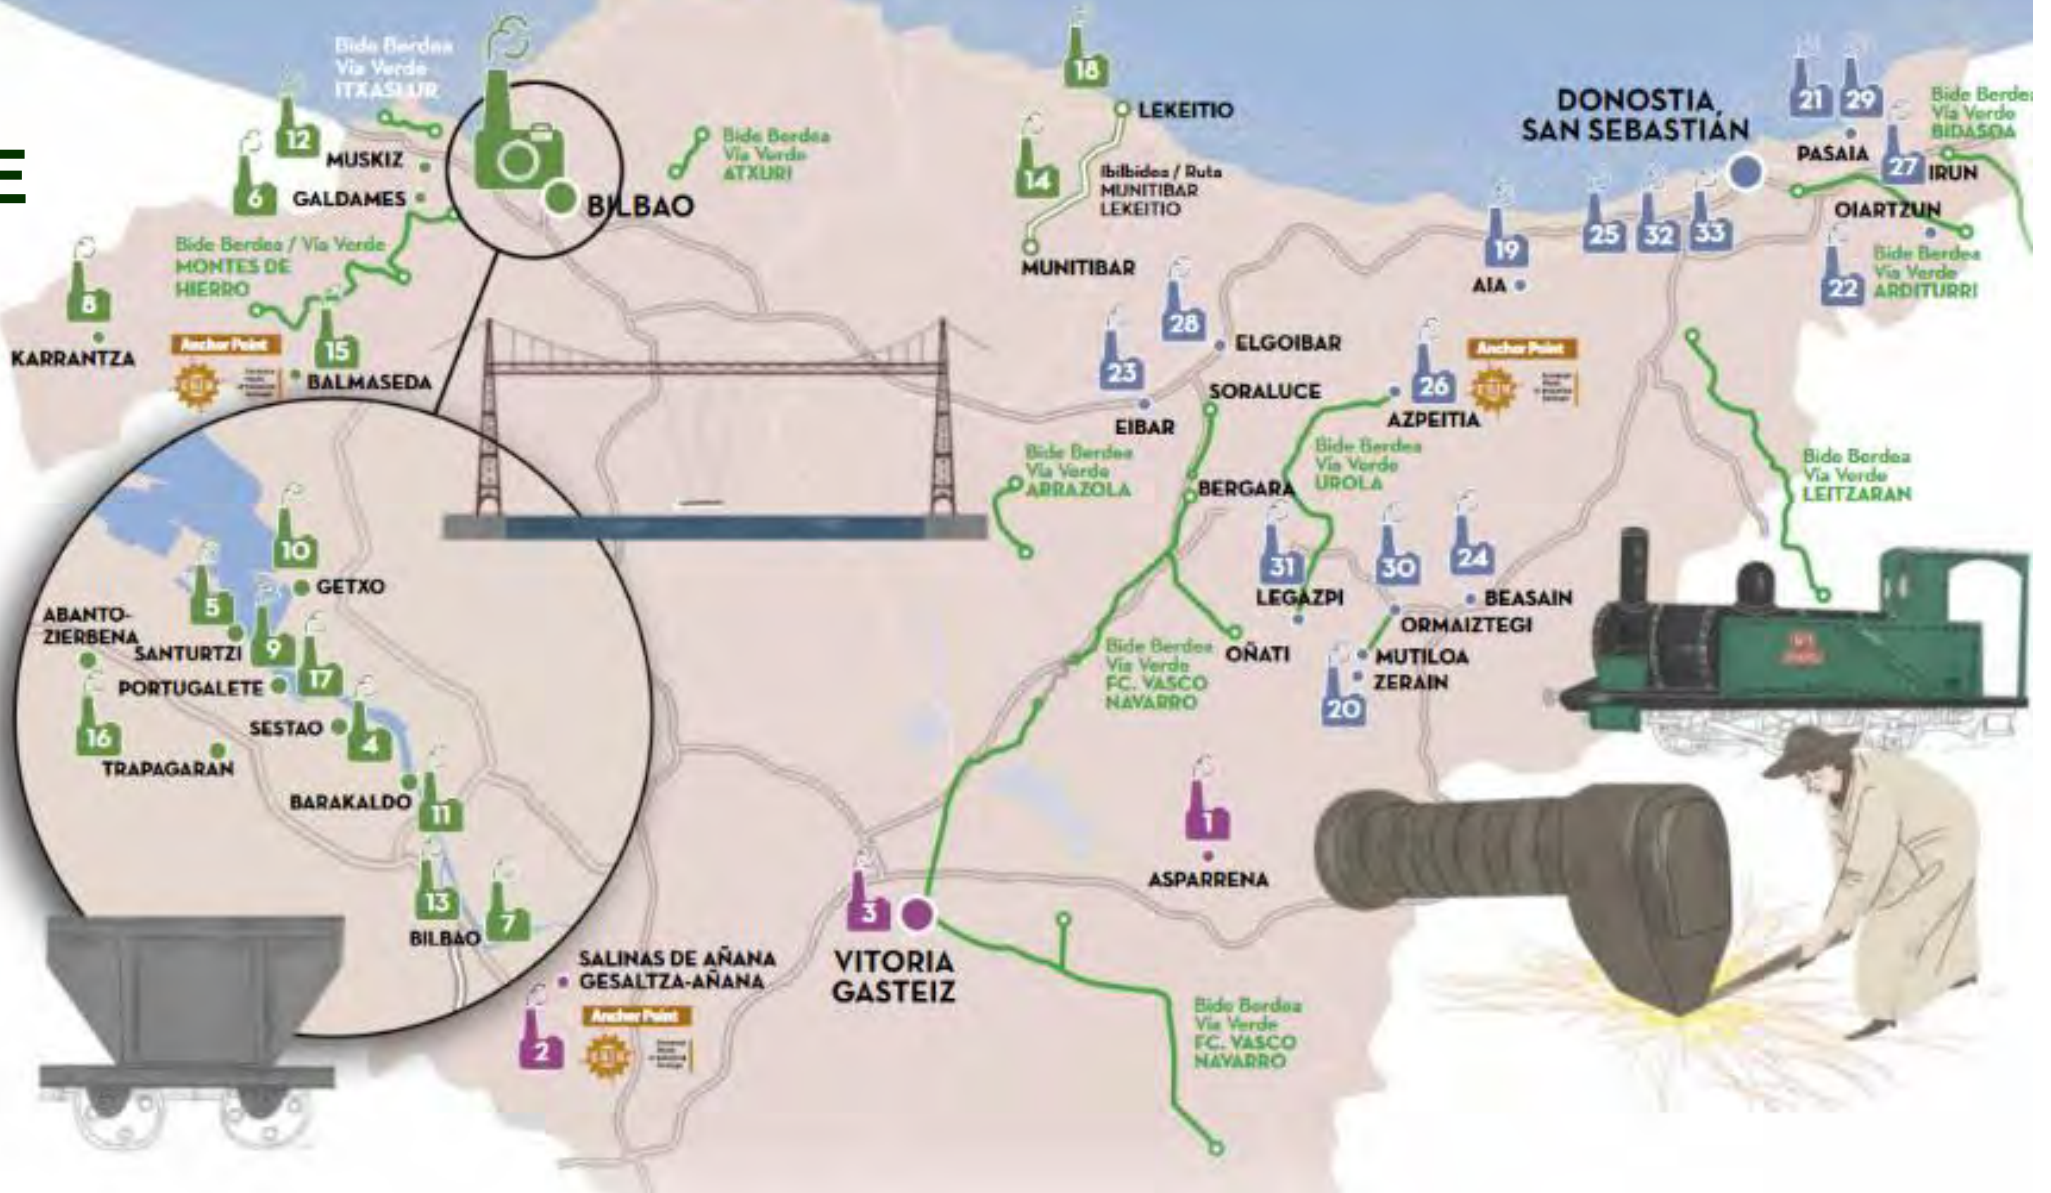 E
Bide Berdea
Vía Verde
ITXASLUR
12
MUSKIZ
6
GALDAMES
BILBAO
Bide Berdea
Vía Verde
ATXURI
Bide Berdea / Vía Verde
MONTES DE
HIERRO
8
KARRANTZA
Anchor Point
15
BALMASEDA
18
LEKEITIO
14
Ibilbidea / Ruta
MUNITIBAR
LEKEITIO
MUNITIBAR
DONOSTIA
SAN SEBASTIÁN
21
29
PASAIA
27
IRUN
Bide Berdea
Vía Verde
BIDASOA
OIARTZUN
22
Bide Berdea
Vía Verde
ARDITURRI
19
AIA
25
32
33
28
ELGOIBAR
23
EIBAR
SORALUCE
26
AZPEITIA
Anchor Point
Bide Berdea
Vía Verde
ARRAZOLA
BERGARA
Bide Berdea
Vía Verde
UROLA
Bide Berdea
Vía Verde
LEITZARAN
31
LEGAZPI
30
24
BEASAIN
ORMAIZTEGI
MUTILOA
ZERAIN
20
OÑATI
Bide Berdea
Vía Verde
FC. VASCO
NAVARRO
10
GETXO
5
ABANTO-
ZIERBENA
SANTURTZI
9
17
PORTUGALETE
16
SESTAO
4
TRAPAGARAN
BARAKALDO
11
13
7
BILBAO
1
ASPARRENA
3
VITORIA
GASTEIZ
SALINAS DE AÑANA
GESALTZA-AÑANA
2
Anchor Point
Bide Berdea
Vía Verde
FC. VASCO
NAVARRO